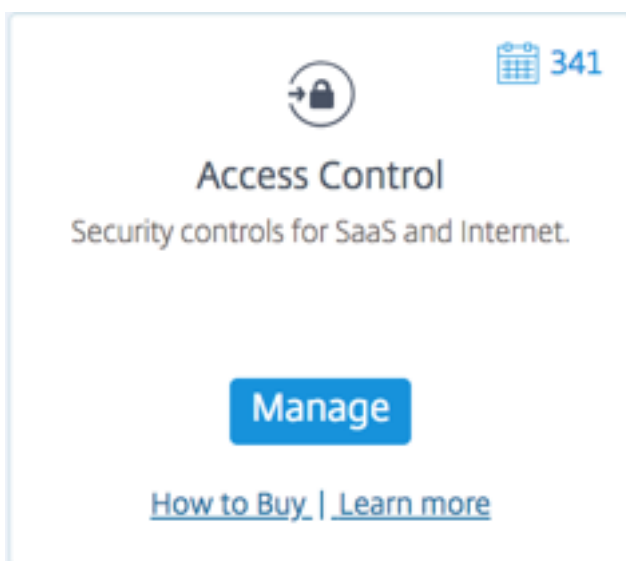 341
Access Control
Security controls for SaaS and Internet.
Manage
How to Buy | Learn more